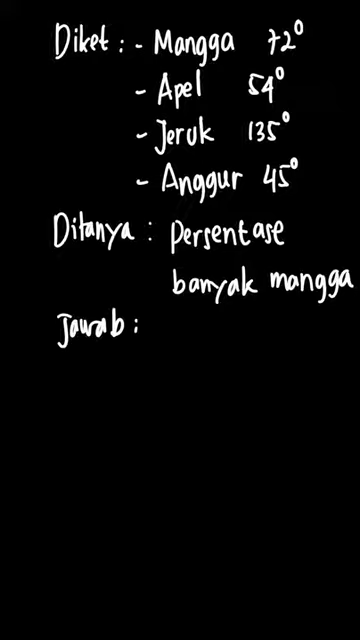 Diket : - Mangga 72°
- Apel 54°
- Jeruk 135°
- Anggur 45°
Ditanya : Persentase
banyak mangga
Jawab :